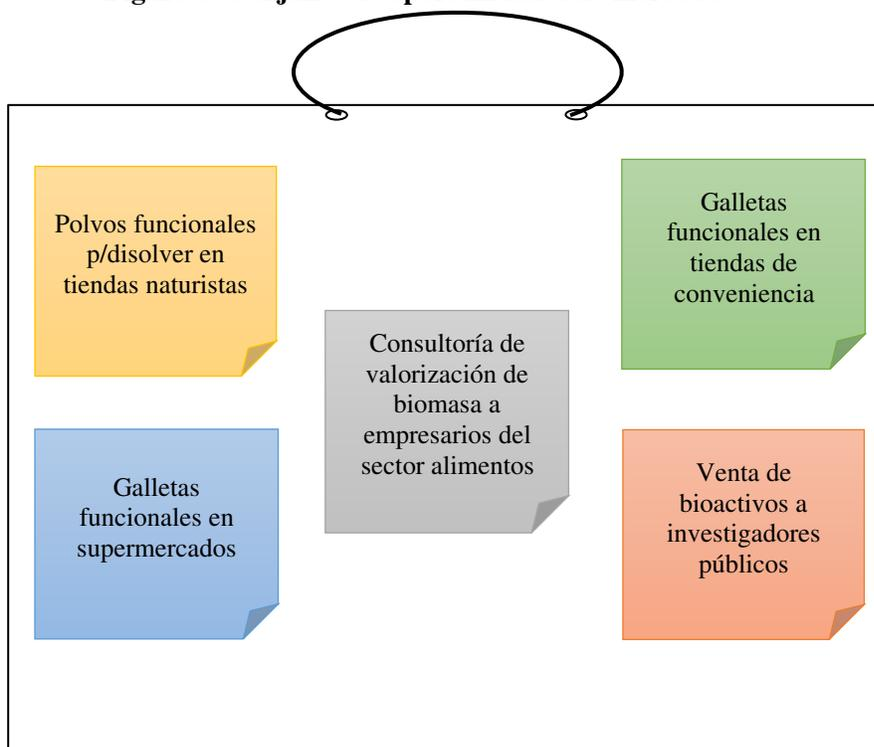 Polvos funcionales
p/disolver en
tiendas naturistas
Galletas
funcionales en
tiendas de
conveniencia
Consultoría de
valorización de
biomasa a
empresarios del
sector alimentos
Galletas
funcionales en
supermercados
Venta de
bioactivos a
investigadores
públicos